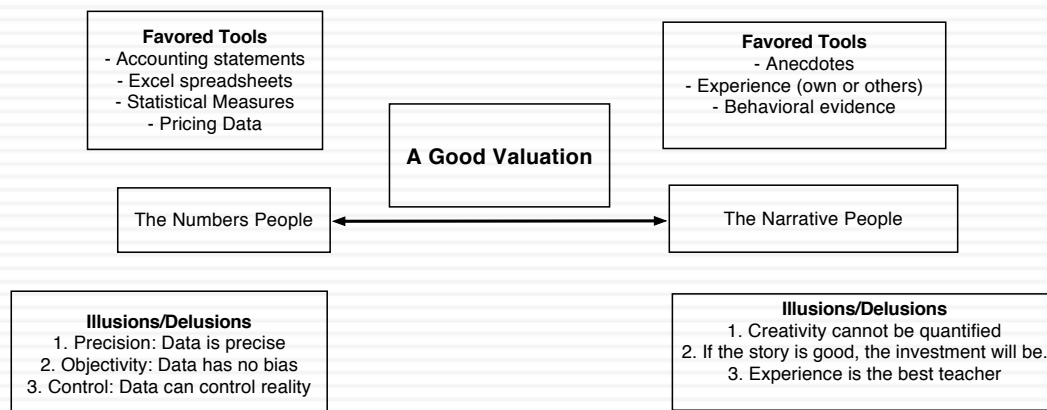 Favored Tools
- Accounting statements
- Excel spreadsheets
- Statistical Measures
- Pricing Data
Favored Tools
- Anecdotes
- Experience (own or others)
- Behavioral evidence
A Good Valuation
The Numbers People
The Narrative People
Illusions/Delusions
1. Precision: Data is precise
2. Objectivity: Data has no bias
3. Control: Data can control reality
Illusions/Delusions
1. Creativity cannot be quantified
2. If the story is good, the investment will be.
3. Experience is the best teacher